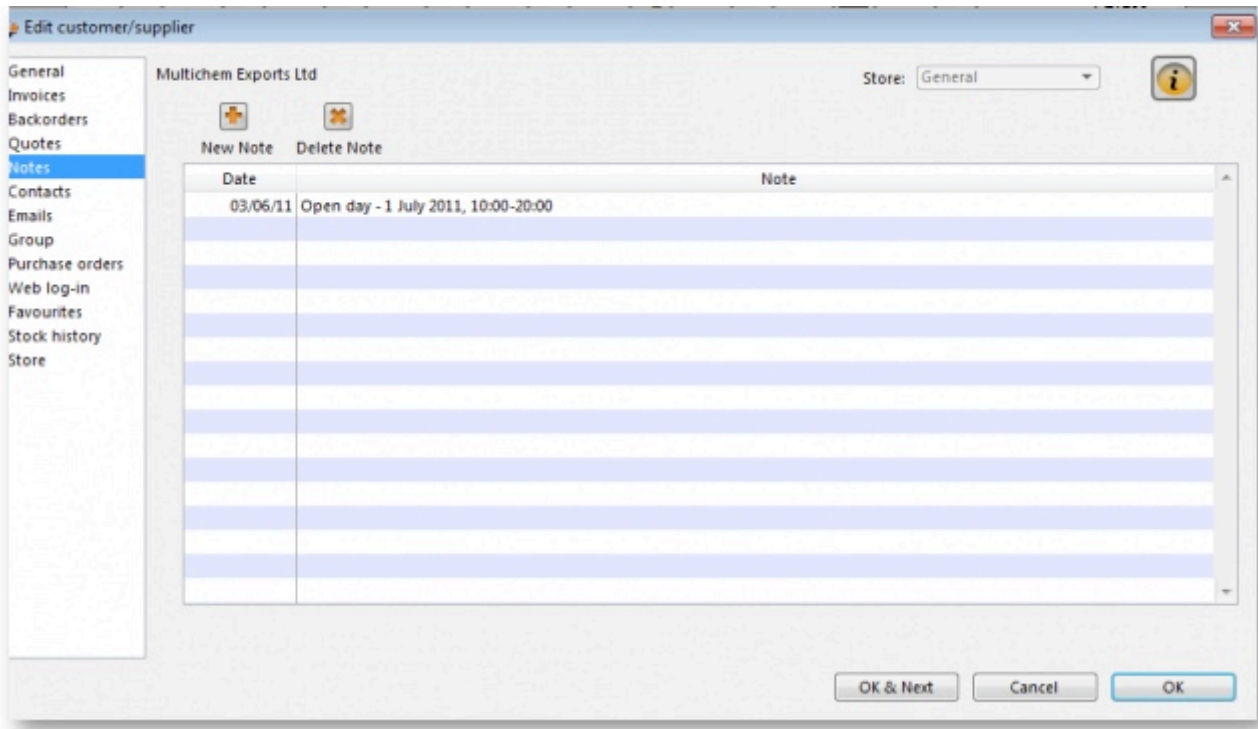 Edit customer/supplier
General
Invoices
Backorders
Quotes
Notes
Contacts
Emails
Group
Purchase orders
Web log-in
Favourites
Stock history
Store
Multichem Exports Ltd
Store: General
New Note Delete Note
Date Note
03/06/11 Open day - 1 July 2011, 10:00-20:00
OK & Next Cancel OK